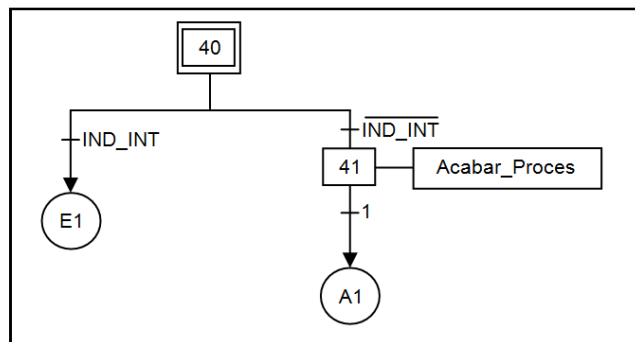 40
IND_INT
IND_INT
41
Acabar_Proces
E1
1
A1